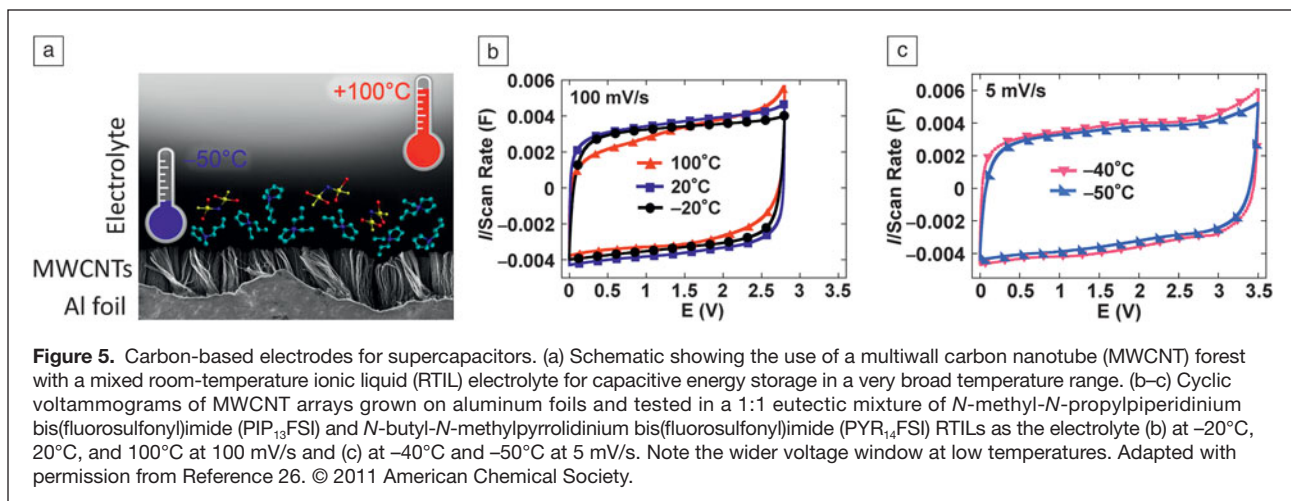 a
Electrolyte
MWCNTs
Al foil
+100°C
–50°C
b
100 mV/s
I/Scan Rate (F)
0.006
0.004
0.002
0
–0.002
–0.004
100°C
20°C
–20°C
0 0.5 1 1.5 2 2.5 3 3.5
E (V)
c
5 mV/s
I/Scan Rate (F)
0.006
0.004
0.002
0
–0.002
–0.004
–40°C
–50°C
0 0.5 1 1.5 2 2.5 3 3.5
E (V)
Figure 5. Carbon-based electrodes for supercapacitors. (a) Schematic showing the use of a multiwall carbon nanotube (MWCNT) forest
with a mixed room-temperature ionic liquid (RTIL) electrolyte for capacitive energy storage in a very broad temperature range. (b–c) Cyclic
voltammograms of MWCNT arrays grown on aluminum foils and tested in a 1:1 eutectic mixture of N-methyl-N-propylpiperidinium
bis(fluorosulfonyl)imide (PIP₁₃FSI) and N-butyl-N-methylpyrrolidinium bis(fluorosulfonyl)imide (PYR₁₄FSI) RTILs as the electrolyte (b) at –20°C,
20°C, and 100°C at 100 mV/s and (c) at –40°C and –50°C at 5 mV/s. Note the wider voltage window at low temperatures. Adapted with
permission from Reference 26. © 2011 American Chemical Society.